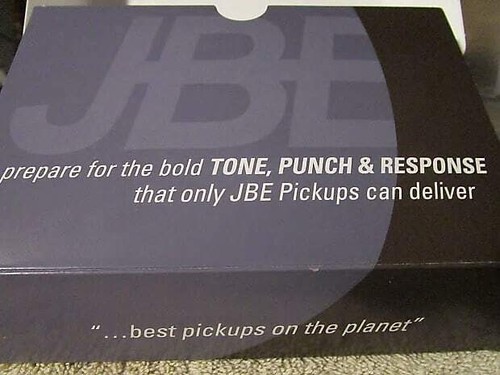 JBE
prepare for the bold TONE, PUNCH & RESPONSE
that only JBE Pickups can deliver
"...best pickups on the planet"